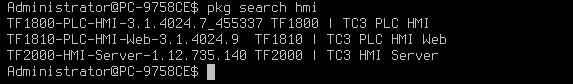 Administrator@PC-9758CE$ pkg search hmi
TF1800-PLC-HMI-3.1.4024.7_455337 TF1800 | TC3 PLC HMI
TF1810-PLC-HMI-Web-3.1.4024.9  TF1810 | TC3 PLC HMI Web
TF2000-HMI-Server-1.12.735.140 TF2000 | TC3 HMI Server
Administrator@PC-9758CE$